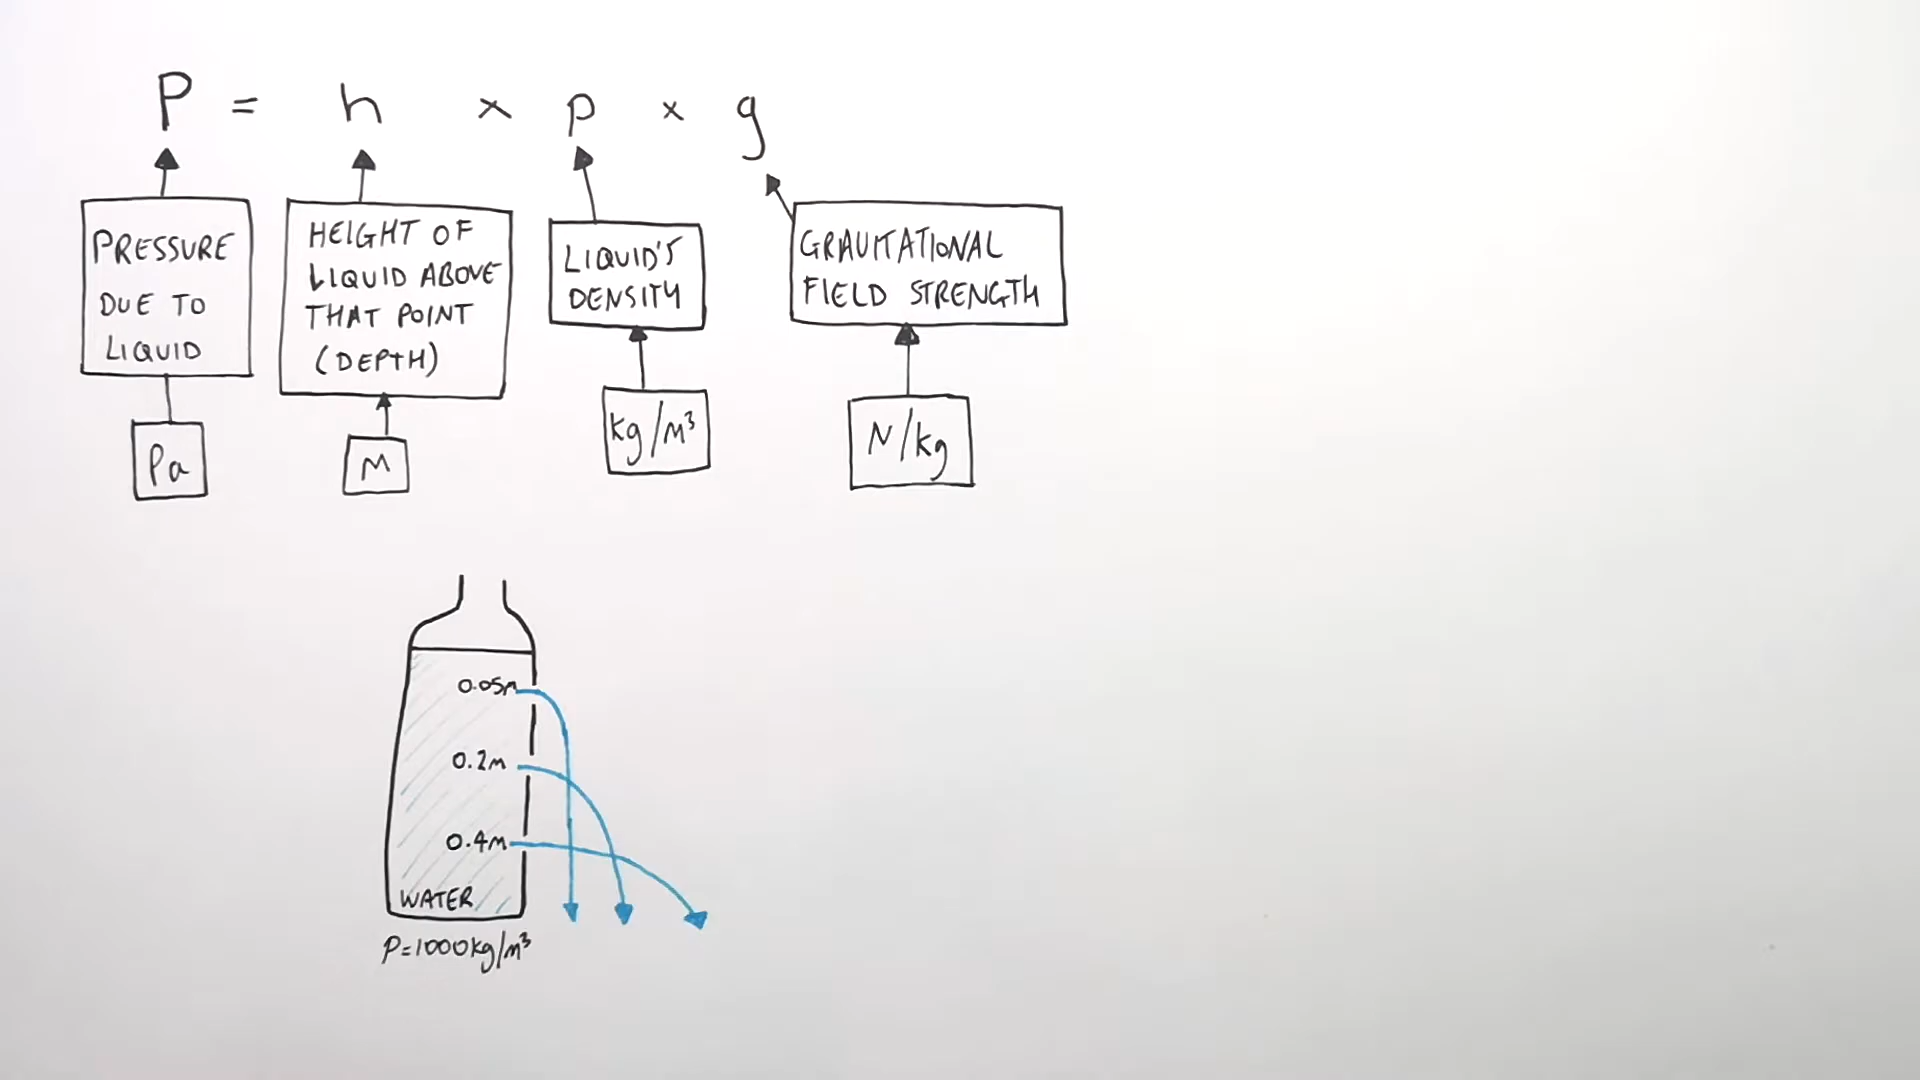 P = h × ρ × g
PRESSURE
DUE TO
LIQUID
HEIGHT OF
LIQUID ABOVE
THAT POINT
(DEPTH)
LIQUID'S
DENSITY
GRAVITATIONAL
FIELD STRENGTH
Pa
M
kg/m³
N/kg
0.05m
0.2m
0.4m
WATER
ρ=1000kg/m³